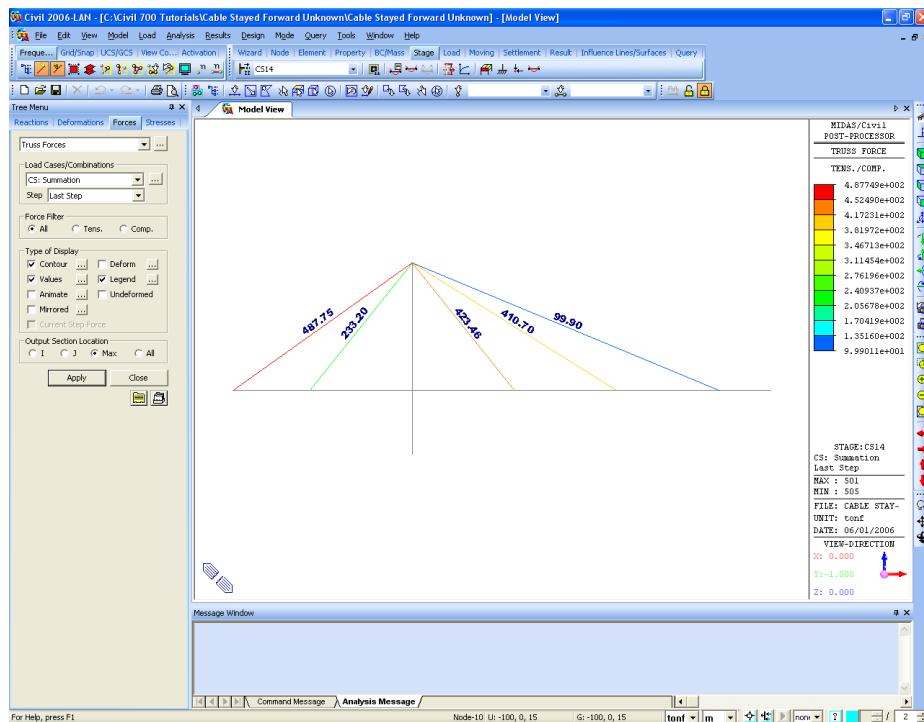 Civil 2006-LAN - [C:\Civil 700 Tutorials\Cable Stayed Forward Unknown\Cable Stayed Forward Unknown] - [Model View]
File Edit View Model Load Analysis Results Design Mode Query Tools Window Help
Freque... Grid/Snap UCS/GCS View Co... Activation Wizard Node Element Property BC/Mass Stage Load Moving Settlement Result Influence Lines/Surfaces Query
CS14
Tree Menu
Model View
Reactions Deformations Forces Stresses
Truss Forces
Load Cases/Combinations
CS: Summation
Step Last Step
Force Filter
All Tens. Comp.
Type of Display
Contour ... Deform ...
Values ... Legend ...
Animate ... Undeformed
Mirrored ...
Current Step Force
Output Section Location
I J Max All
Apply Close
487.75
233.20
423.46
410.70
99.90
MIDAS/Civil
POST-PROCESSOR
TRUSS FORCE
TENS./COMP.
4.87749e+002
4.52490e+002
4.17231e+002
3.81972e+002
3.46713e+002
3.11454e+002
2.76196e+002
2.40937e+002
2.05678e+002
1.70419e+002
1.35160e+002
9.99011e+001
STAGE:CS14
CS: Summation
Last Step
MAX : 501
MIN : 505
FILE: CABLE STAY~
UNIT: tonf
DATE: 06/01/2006
VIEW-DIRECTION
X: 0.000
Y:-1.000
Z: 0.000
Message Window
Command Message Analysis Message
For Help, press F1
Node-10 U: -100, 0, 15 G: -100, 0, 15 tonf m non 2